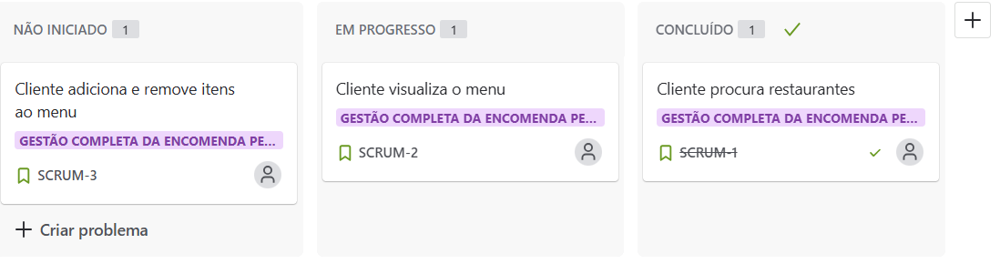 NÃO INICIADO 1
Cliente adiciona e remove itens
ao menu
GESTÃO COMPLETA DA ENCOMENDA PE...
SCRUM-3
Criar problema
EM PROGRESSO 1
Cliente visualiza o menu
GESTÃO COMPLETA DA ENCOMENDA PE...
SCRUM-2
CONCLUÍDO 1
Cliente procura restaurantes
GESTÃO COMPLETA DA ENCOMENDA PE...
SCRUM-1